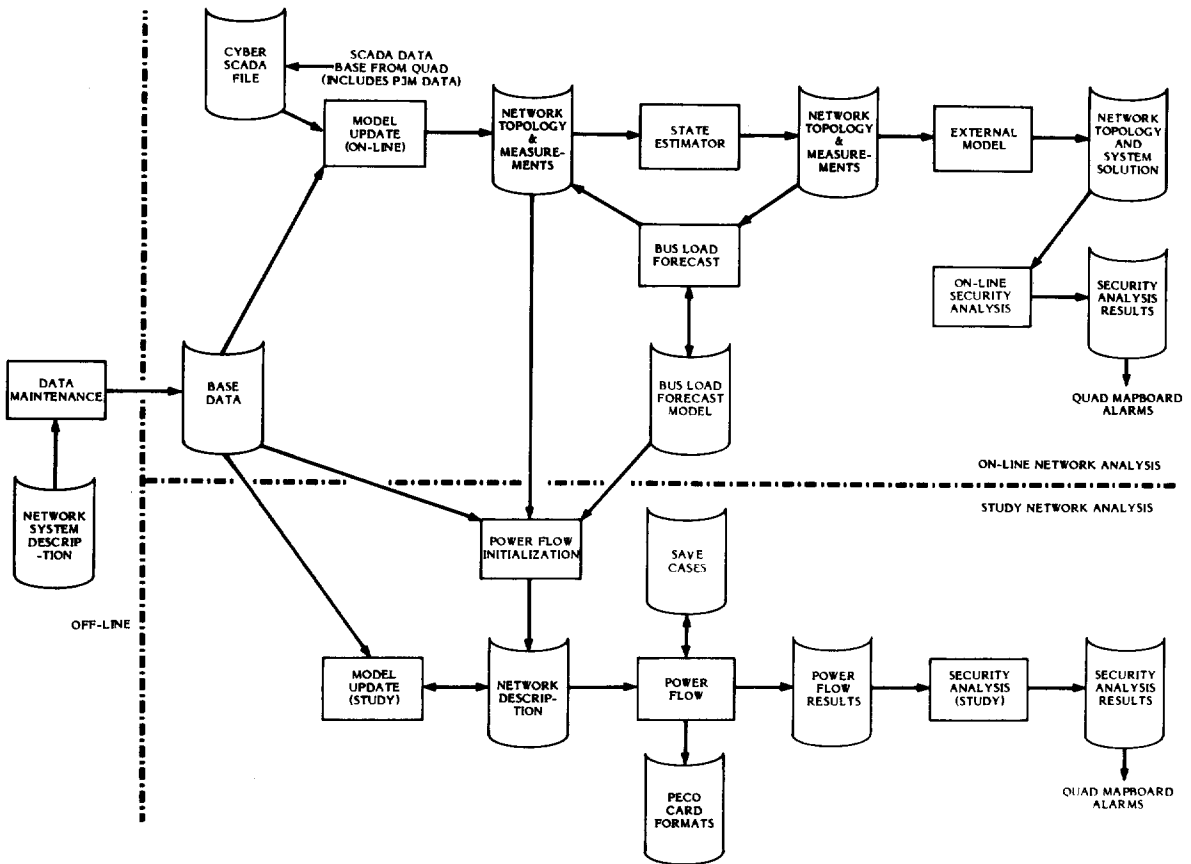 CYBER
SCADA
FILE
SCADA DATA
BASE FROM QUAD
(INCLUDES PJM DATA)
MODEL
UPDATE
(ON-LINE)
NETWORK
TOPOLOGY
&
MEASURE-
MENTS
STATE
ESTIMATOR
NETWORK
TOPOLOGY
&
MEASURE-
MENTS
EXTERNAL
MODEL
NETWORK
TOPOLOGY
AND
SYSTEM
SOLUTION
BUS LOAD
FORECAST
ON-LINE
SECURITY
ANALYSIS
SECURITY
ANALYSIS
RESULTS
QUAD MAPBOARD
ALARMS
DATA
MAINTENANCE
BASE
DATA
BUS LOAD
FORECAST
MODEL
ON-LINE NETWORK ANALYSIS
STUDY NETWORK ANALYSIS
NETWORK
SYSTEM
DESCRIP
-TION
POWER FLOW
INITIALIZATION
SAVE
CASES
OFF-LINE
MODEL
UPDATE
(STUDY)
NETWORK
DESCRIP-
TION
POWER
FLOW
POWER
FLOW
RESULTS
SECURITY
ANALYSIS
(STUDY)
SECURITY
ANALYSIS
RESULTS
QUAD MAPBOARD
ALARMS
PECO
CARD
FORMATS